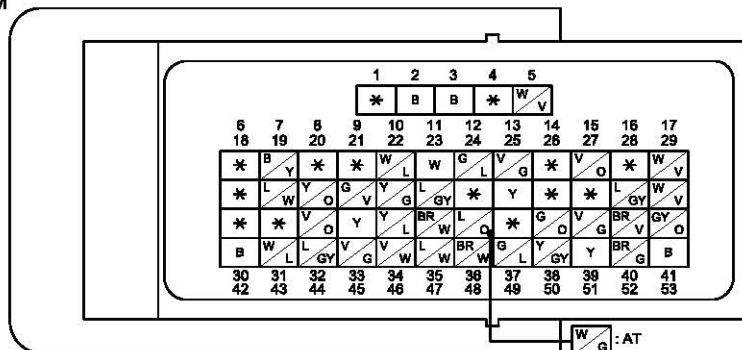 M
1 2 3 4 5
* B B * W/V
6 7 8 9 10 11 12 13 14 15 16 17
18 19 20 21 22 23 24 25 26 27 28 29
* B/Y * * W/L W G/L V/G * V/O * W/V
* L/W Y/O G/V Y/G L/GY * Y * * L/GY W/V
* * V/O Y Y/L BR/W L/O * G/O V/G BR/V GY/O
B W/L L/GY V/G V/W L/W BR/W G/L Y/GY Y BR/G B
30 31 32 33 34 35 36 37 38 39 40 41
42 43 44 45 46 47 48 49 50 51 52 53
W/G : AT